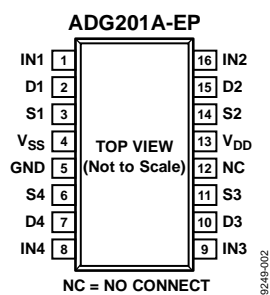 ADG201A-EP
IN1 1 16 IN2
D1 2 15 D2
S1 3 14 S2
VSS 4 13 VDD
GND 5 12 NC
S4 6 11 S3
D4 7 10 D3
IN4 8 9 IN3
TOP VIEW
(Not to Scale)
NC = NO CONNECT
9249-002